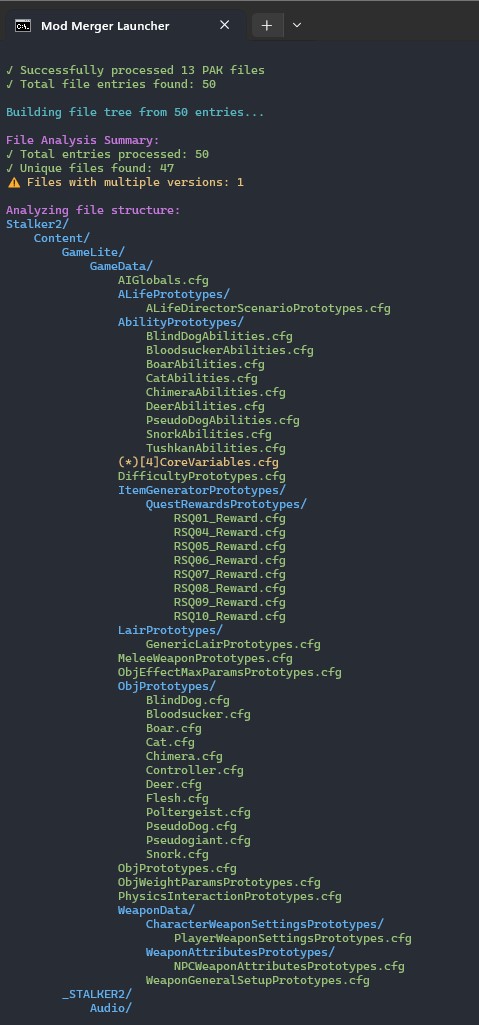 Mod Merger Launcher
✓ Successfully processed 13 PAK files
✓ Total file entries found: 50
Building file tree from 50 entries...
File Analysis Summary:
✓ Total entries processed: 50
✓ Unique files found: 47
⚠ Files with multiple versions: 1
Analyzing file structure:
Stalker2/
Content/
GameLite/
GameData/
AIGlobals.cfg
ALifePrototypes/
ALifeDirectorScenarioPrototypes.cfg
AbilityPrototypes/
BlindDogAbilities.cfg
BloodsuckerAbilities.cfg
BoarAbilities.cfg
CatAbilities.cfg
ChimeraAbilities.cfg
DeerAbilities.cfg
PseudoDogAbilities.cfg
SnorkAbilities.cfg
TushkanAbilities.cfg
(*)[4]CoreVariables.cfg
DifficultyPrototypes.cfg
ItemGeneratorPrototypes/
QuestRewardsPrototypes/
RSQ01_Reward.cfg
RSQ04_Reward.cfg
RSQ05_Reward.cfg
RSQ06_Reward.cfg
RSQ07_Reward.cfg
RSQ08_Reward.cfg
RSQ09_Reward.cfg
RSQ10_Reward.cfg
LairPrototypes/
GenericLairPrototypes.cfg
MeleeWeaponPrototypes.cfg
ObjEffectMaxParamsPrototypes.cfg
ObjPrototypes/
BlindDog.cfg
Bloodsucker.cfg
Boar.cfg
Cat.cfg
Chimera.cfg
Controller.cfg
Deer.cfg
Flesh.cfg
Poltergeist.cfg
PseudoDog.cfg
Pseudogiant.cfg
Snork.cfg
ObjPrototypes.cfg
ObjWeightParamsPrototypes.cfg
PhysicsInteractionPrototypes.cfg
WeaponData/
CharacterWeaponSettingsPrototypes/
PlayerWeaponSettingsPrototypes.cfg
WeaponAttributesPrototypes/
NPCWeaponAttributesPrototypes.cfg
WeaponGeneralSetupPrototypes.cfg
_STALKER2/
Audio/